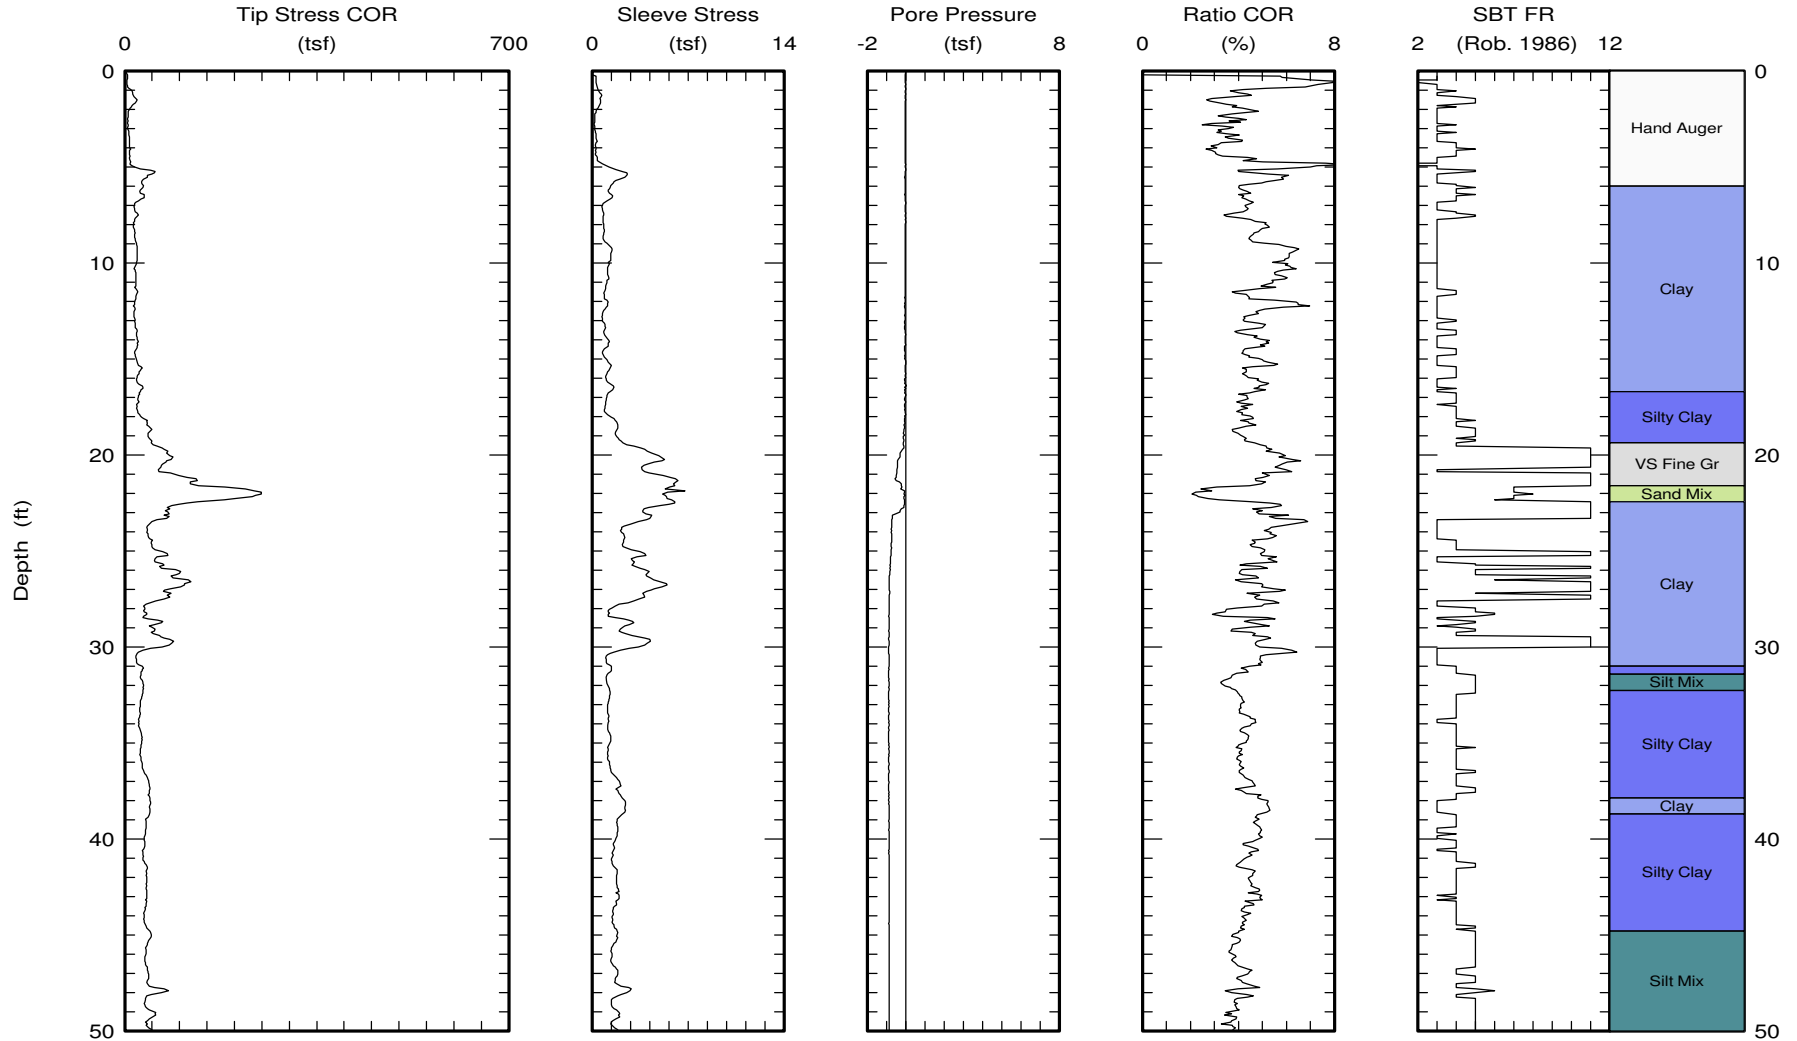 Tip Stress COR Sleeve Stress Pore Pressure Ratio COR SBT FR
0 (tsf) 700 0 (tsf) 14 -2 (tsf) 8 0 (%) 8 2 (Rob. 1986) 12
0 0
Hand Auger
10 10
Clay
Silty Clay
20 20
VS Fine Gr
Sand Mix
Depth (ft)
Clay
30 30
Silt Mix
Silty Clay
Clay
40 40
Silty Clay
Silt Mix
50 50